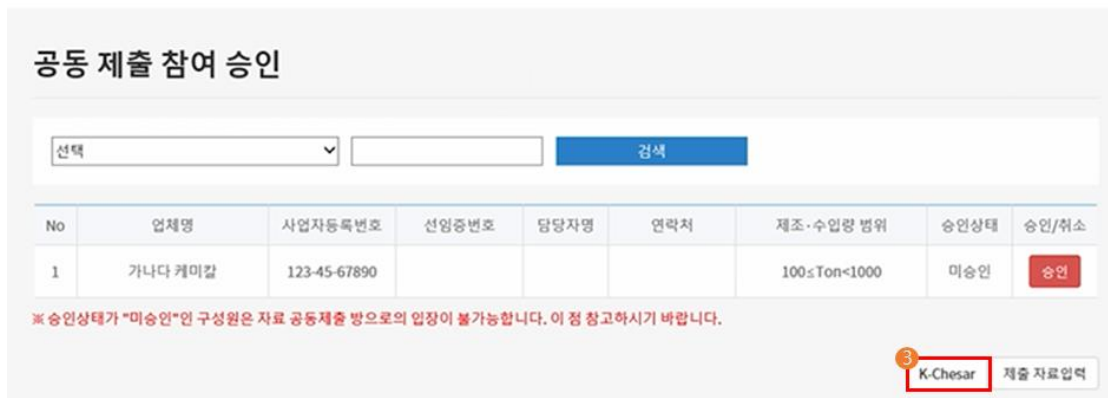 공동 제출 참여 승인
선택 검색
No 업체명 사업자등록번호 선임증번호 담당자명 연락처 제조·수입량 범위 승인상태 승인/취소
1 가나다 케미칼 123-45-67890 100≤Ton<1000 미승인 승인
※ 승인상태가 "미승인"인 구성원은 자료 공동제출 방으로의 입장이 불가능합니다. 이 점 참고하시기 바랍니다.
3
K-Chesar 제출 자료입력